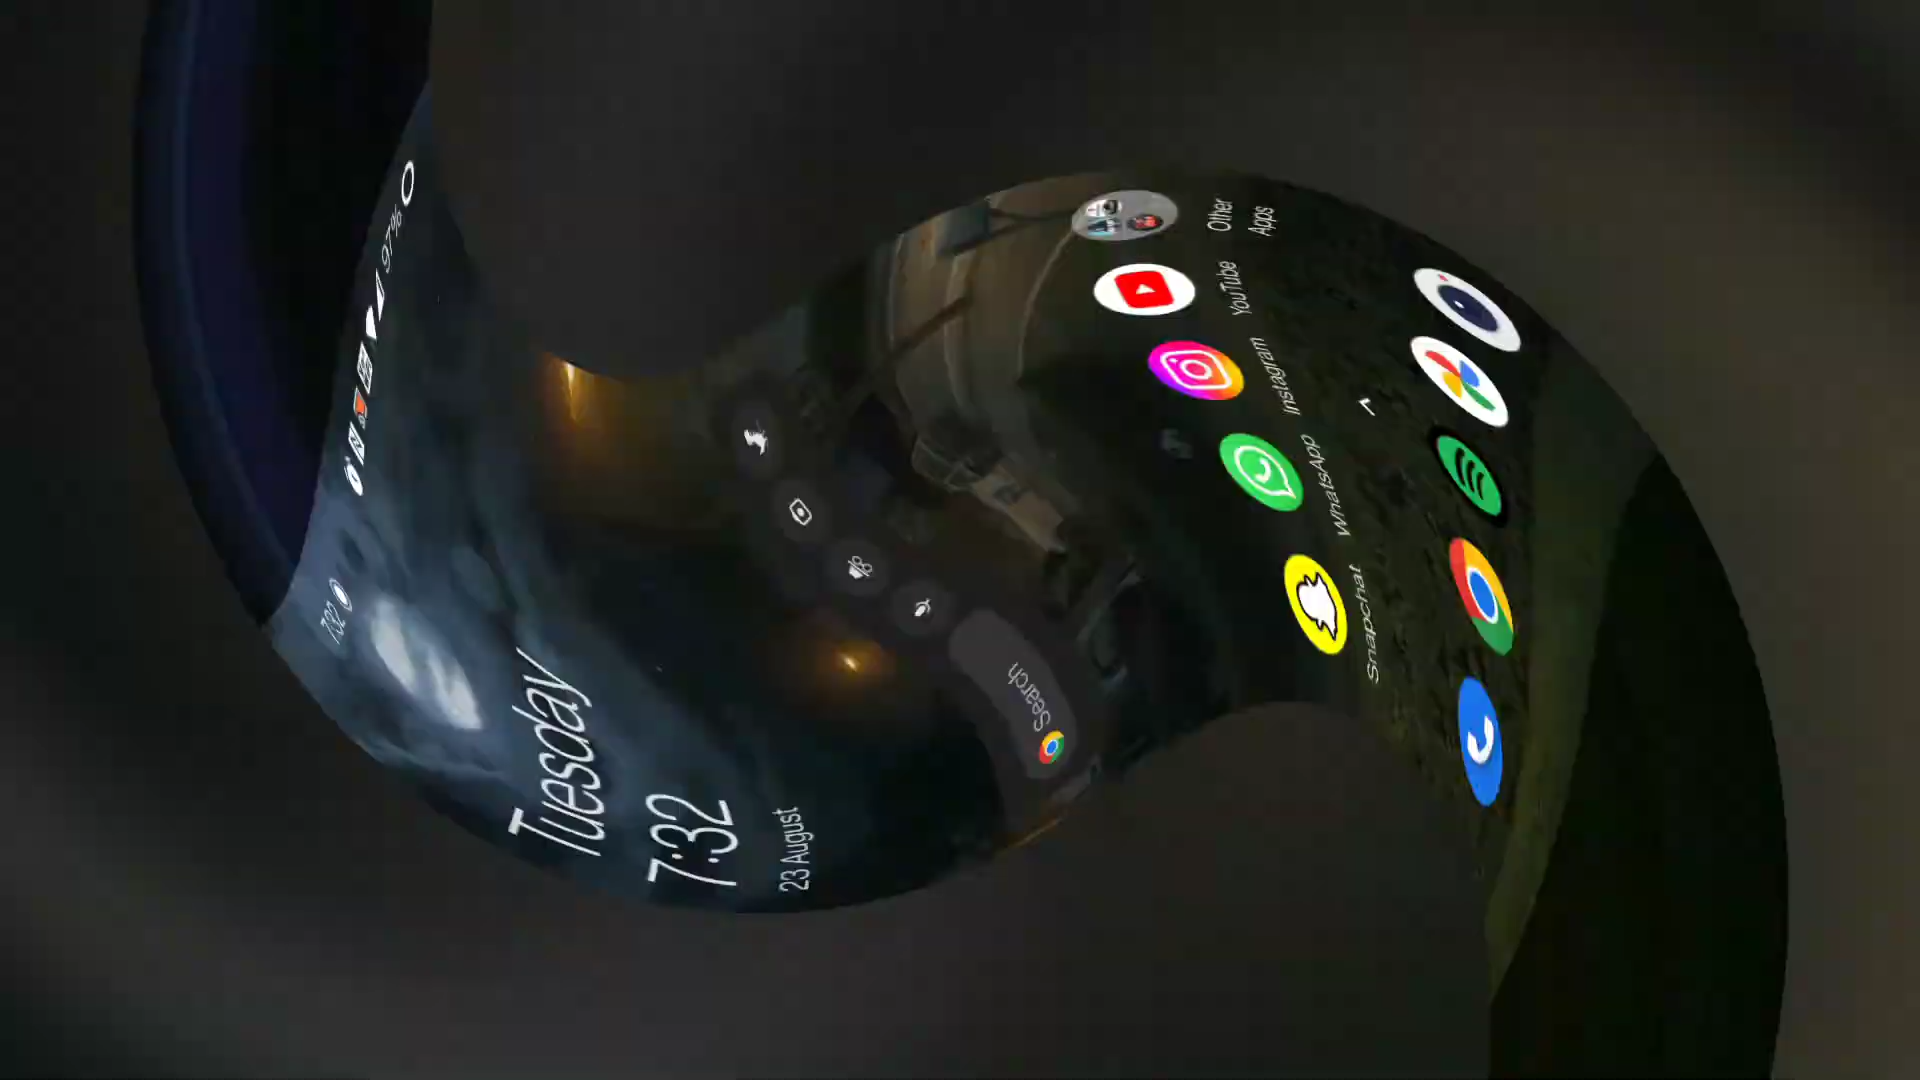 7:32
97%
Tuesday
7:32
23 August
Search
Snapchat
WhatsApp
Instagram
YouTube
Other
Apps